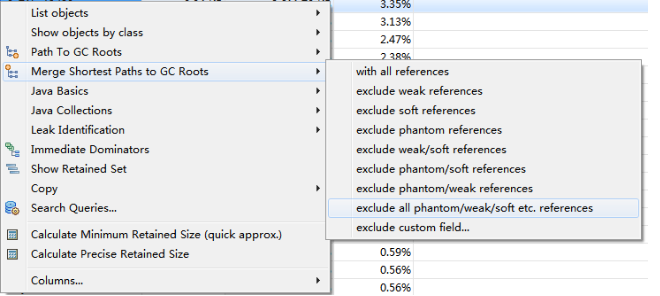 3.35%
List objects
3.13%
Show objects by class
2.47%
Path To GC Roots
2.38%
Merge Shortest Paths to GC Roots
with all references
Java Basics
exclude weak references
Java Collections
exclude soft references
Leak Identification
exclude phantom references
Immediate Dominators
exclude weak/soft references
Show Retained Set
exclude phantom/soft references
Copy
exclude phantom/weak references
Search Queries...
exclude all phantom/weak/soft etc. references
exclude custom field...
Calculate Minimum Retained Size (quick approx.)
Calculate Precise Retained Size
0.59%
0.56%
Columns...
0.56%